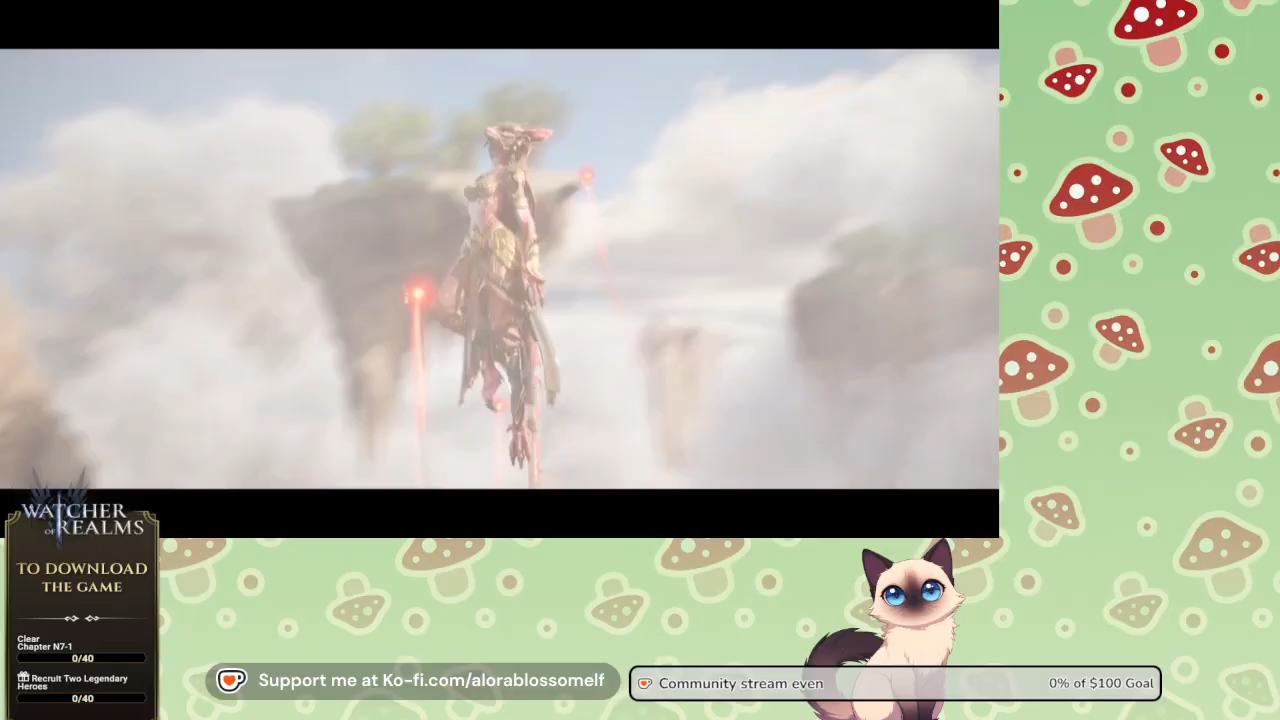 WATCHER
OF REALMS
TO DOWNLOAD
THE GAME
Clear
Chapter N7-1
0/40
Recruit Two Legendary
Heroes
0/40
Support me at Ko-fi.com/alorablossomelf
Community stream even
0% of $100 Goal